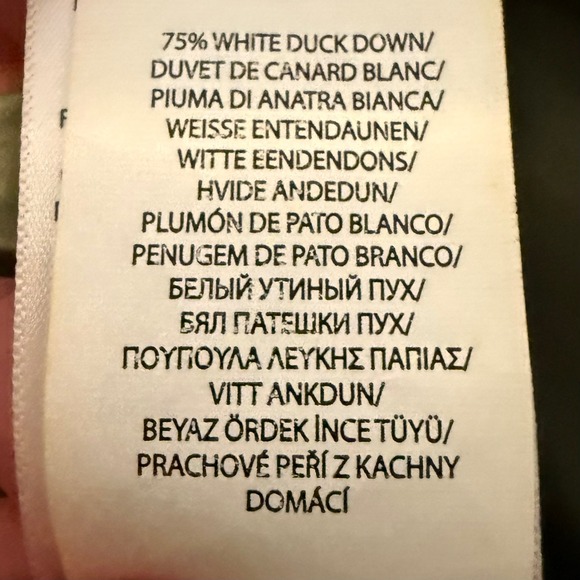 75% WHITE DUCK DOWN/
DUVET DE CANARD BLANC/
PIUMA DI ANATRA BIANCA/
WEISSE ENTENDAUNEN/
WITTE EENDENDONS/
HVIDE ANDEDUN/
PLUMÓN DE PATO BLANCO/
PENUGEM DE PATO BRANCO/
БЕЛЫЙ УТИНЫЙ ПУХ/
БЯЛ ПАТЕШКИ ПУХ/
ΠΟΥΠΟΥΛΑ ΛΕΥΚΗΣ ΠΑΠΙΑΣ/
VITT ANKDUN/
BEYAZ ÖRDEK İNCE TÜYÜ/
PRACHOVÉ PEŘÍ Z KACHNY
DOMÁCÍ